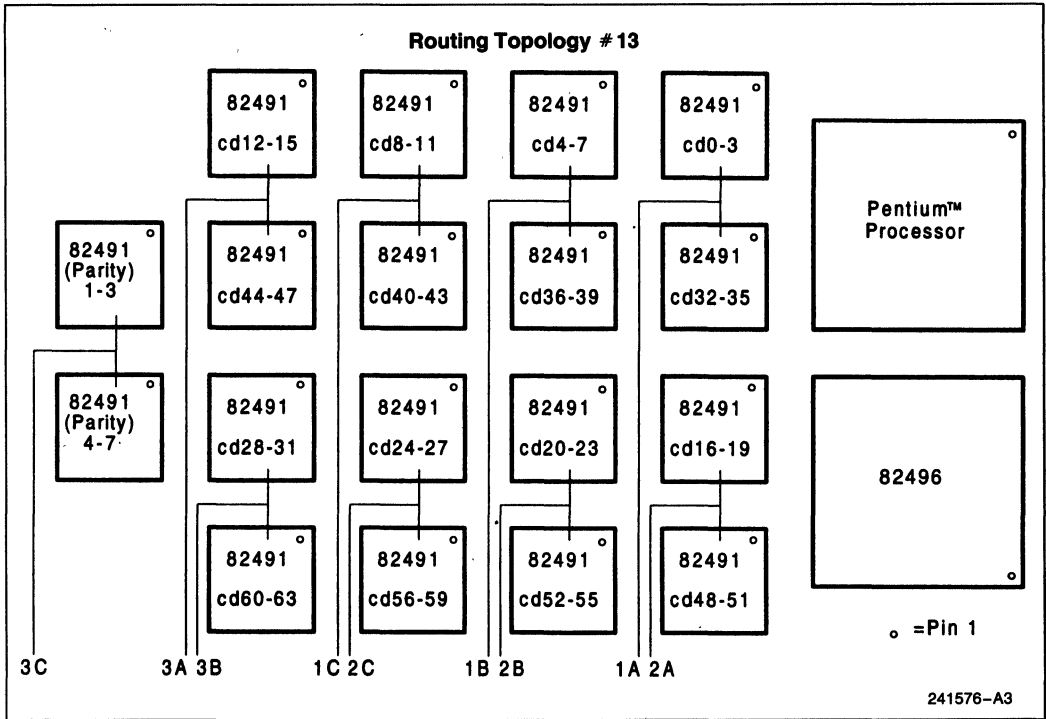 Routing Topology #13
82491
cd12-15
82491
cd8-11
82491
cd4-7
82491
cd0-3
Pentium™
Processor
82491
(Parity)
1-3
82491
cd44-47
82491
cd40-43
82491
cd36-39
82491
cd32-35
82491
(Parity)
4-7
82491
cd28-31
82491
cd24-27
82491
cd20-23
82491
cd16-19
82496
82491
cd60-63
82491
cd56-59
82491
cd52-55
82491
cd48-51
=Pin 1
3C 3A 3B 1C 2C 1B 2B 1A 2A
241576-A3